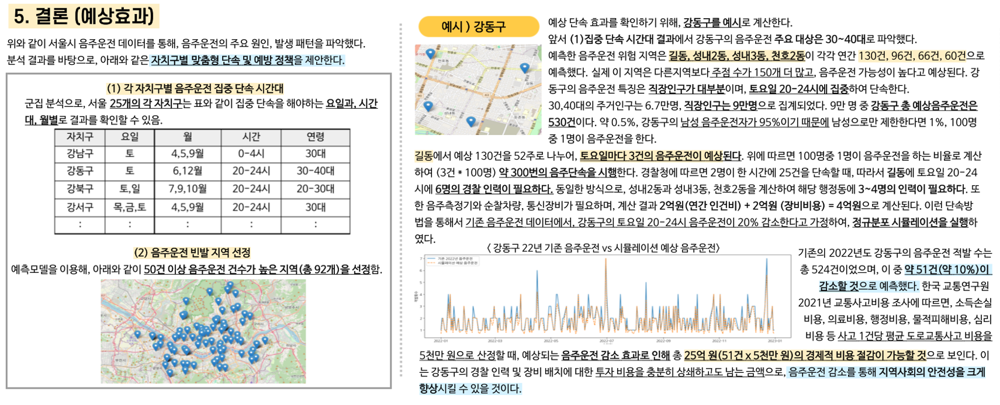 5. 결론 (예상효과)
위와 같이 서울시 음주운전 데이터를 통해, 음주운전의 주요 원인, 발생 패턴을 파악했다.
분석 결과를 바탕으로, 아래와 같은 자치구별 맞춤형 단속 및 예방 정책을 제안한다.
(1) 각 자치구별 음주운전 집중 단속 시간대
군집 분석으로, 서울 25개의 각 자치구는 표와 같이 집중 단속을 해야하는 요일과, 시간
대, 월별로 결과를 확인할 수 있음.
자치구 요일 월 시간 연령
강남구 토 4,5,9월 0-4시 30대
강동구 토 6,12월 20-24시 30-40대
강북구 토,일 7,9,10월 20-24시 20-30대
강서구 목,금,토 4,5,9월 20-24시 30대
: : : : :
(2) 음주운전 빈발 지역 선정
예측모델을 이용해, 아래와 같이 50건 이상 음주운전 건수가 높은 지역(총 92개)을 선정함.
예시 ) 강동구
예상 단속 효과를 확인하기 위해, 강동구를 예시로 계산한다.
앞서 (1)집중 단속 시간대 결과에서 강동구의 음주운전 주요 대상은 30~40대로 파악했다.
예측한 음주운전 위험 지역은 길동, 성내2동, 성내3동, 천호2동이 각각 연간 130건, 96건, 66건, 60건으로
예측했다. 실제 이 지역은 다른지역보다 주점 수가 150개 더 많고, 음주운전 가능성이 높다고 예상된다. 강
동구의 음주운전 특징은 직장인구가 대부분이며, 토요일 20-24시에 집중하여 단속한다.
30,40대의 주거인구는 6.7만명, 직장인구는 9만명으로 집계되었다. 9만 명 중 강동구 총 예상음주운전은
530건이다. 약 0.5%, 강동구의 남성 음주운전자가 95%이기 때문에 남성으로만 제한한다면 1%, 100명
중 1명이 음주운전을 한다.
길동에서 예상 130건을 52주로 나누어, 토요일마다 3건의 음주운전이 예상된다. 위에 따르면 100명중 1명이 음주운전을 하는 비율로 계산
하여 (3건 * 100명) 약 300번의 음주단속을 시행한다. 경찰청에 따르면 2명이 한 시간에 25건을 단속할 때, 따라서 길동에 토요일 20-24
시에 6명의 경찰 인력이 필요하다. 동일한 방식으로, 성내2동과 성내3동, 천호2동을 계산하여 해당 행정동에 3~4명의 인력이 필요하다. 또
한 음주측정기와 순찰차량, 통신장비가 필요하며, 계산 결과 2억원(연간 인건비) + 2억원 (장비비용) = 4억원으로 계산된다. 이런 단속방
법을 통해서 기존 음주운전 데이터에서, 강동구의 토요일 20-24시 음주운전이 20% 감소한다고 가정하여, 정규분포 시뮬레이션을 실행하
였다.
< 강동구 22년 기존 음주운전 vs 시뮬레이션 예상 음주운전>
기존 2022년 음주운전
시뮬레이션 예상 음주운전
7
6
5
4
3
2
1
2022-01 2022-03 2022-05 2022-07 2022-09 2022-11 2023-01
기존의 2022년도 강동구의 음주운전 적발 수는
총 524건이었으며, 이 중 약 51건(약 10%)이
감소할 것으로 예측했다. 한국 교통연구원
2021년 교통사고비용 조사에 따르면, 소득손실
비용, 의료비용, 행정비용, 물적피해비용, 심리
비용 등 사고 1건당 평균 도로교통사고 비용을
5천만 원으로 산정할 때, 예상되는 음주운전 감소 효과로 인해 총 25억 원(51건 x 5천만 원)의 경제적 비용 절감이 가능할 것으로 보인다. 이
는 강동구의 경찰 인력 및 장비 배치에 대한 투자 비용을 충분히 상쇄하고도 남는 금액으로, 음주운전 감소를 통해 지역사회의 안전성을 크게
향상시킬 수 있을 것이다.